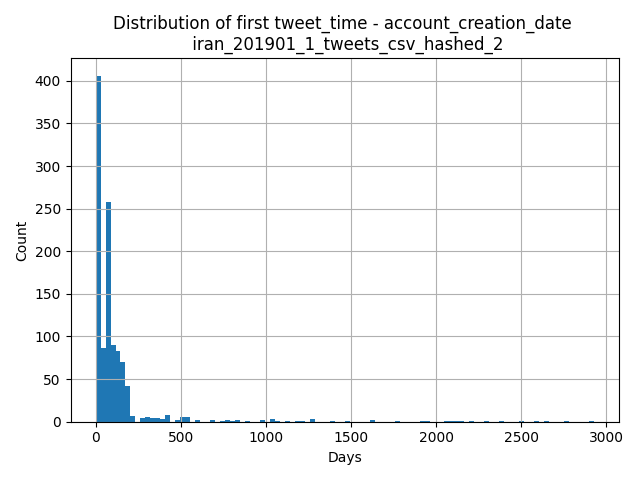 Distribution of first tweet_time - account_creation_date
iran_201901_1_tweets_csv_hashed_2
400
350
300
250
200
150
100
50
0
Count
0 500 1000 1500 2000 2500 3000
Days